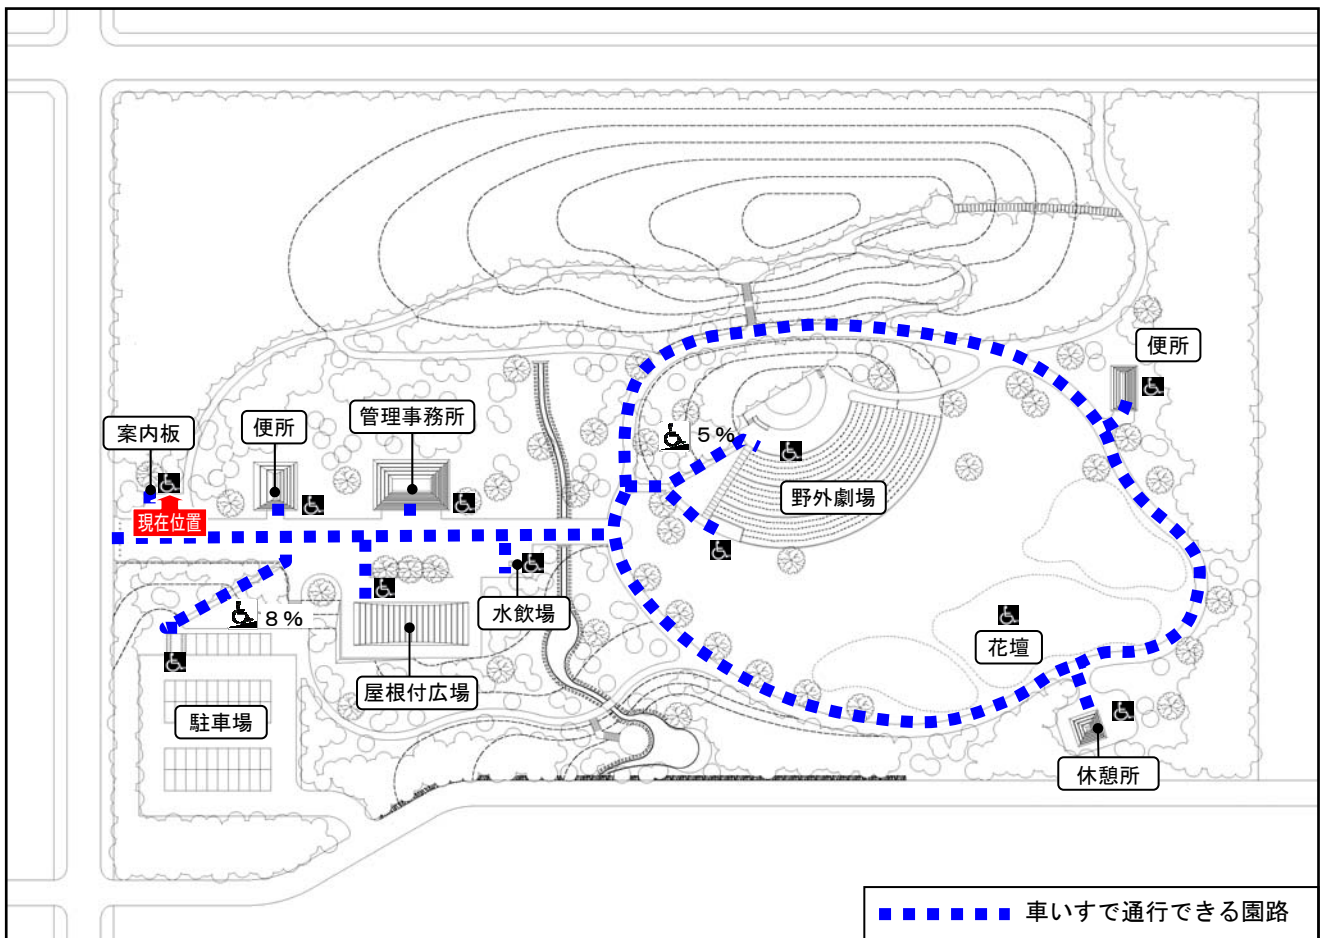 便所
管理事務所
案内板
便所
5%
野外劇場
現在位置
8%
水飲場
花壇
屋根付広場
駐車場
休憩所
車いすで通行できる園路